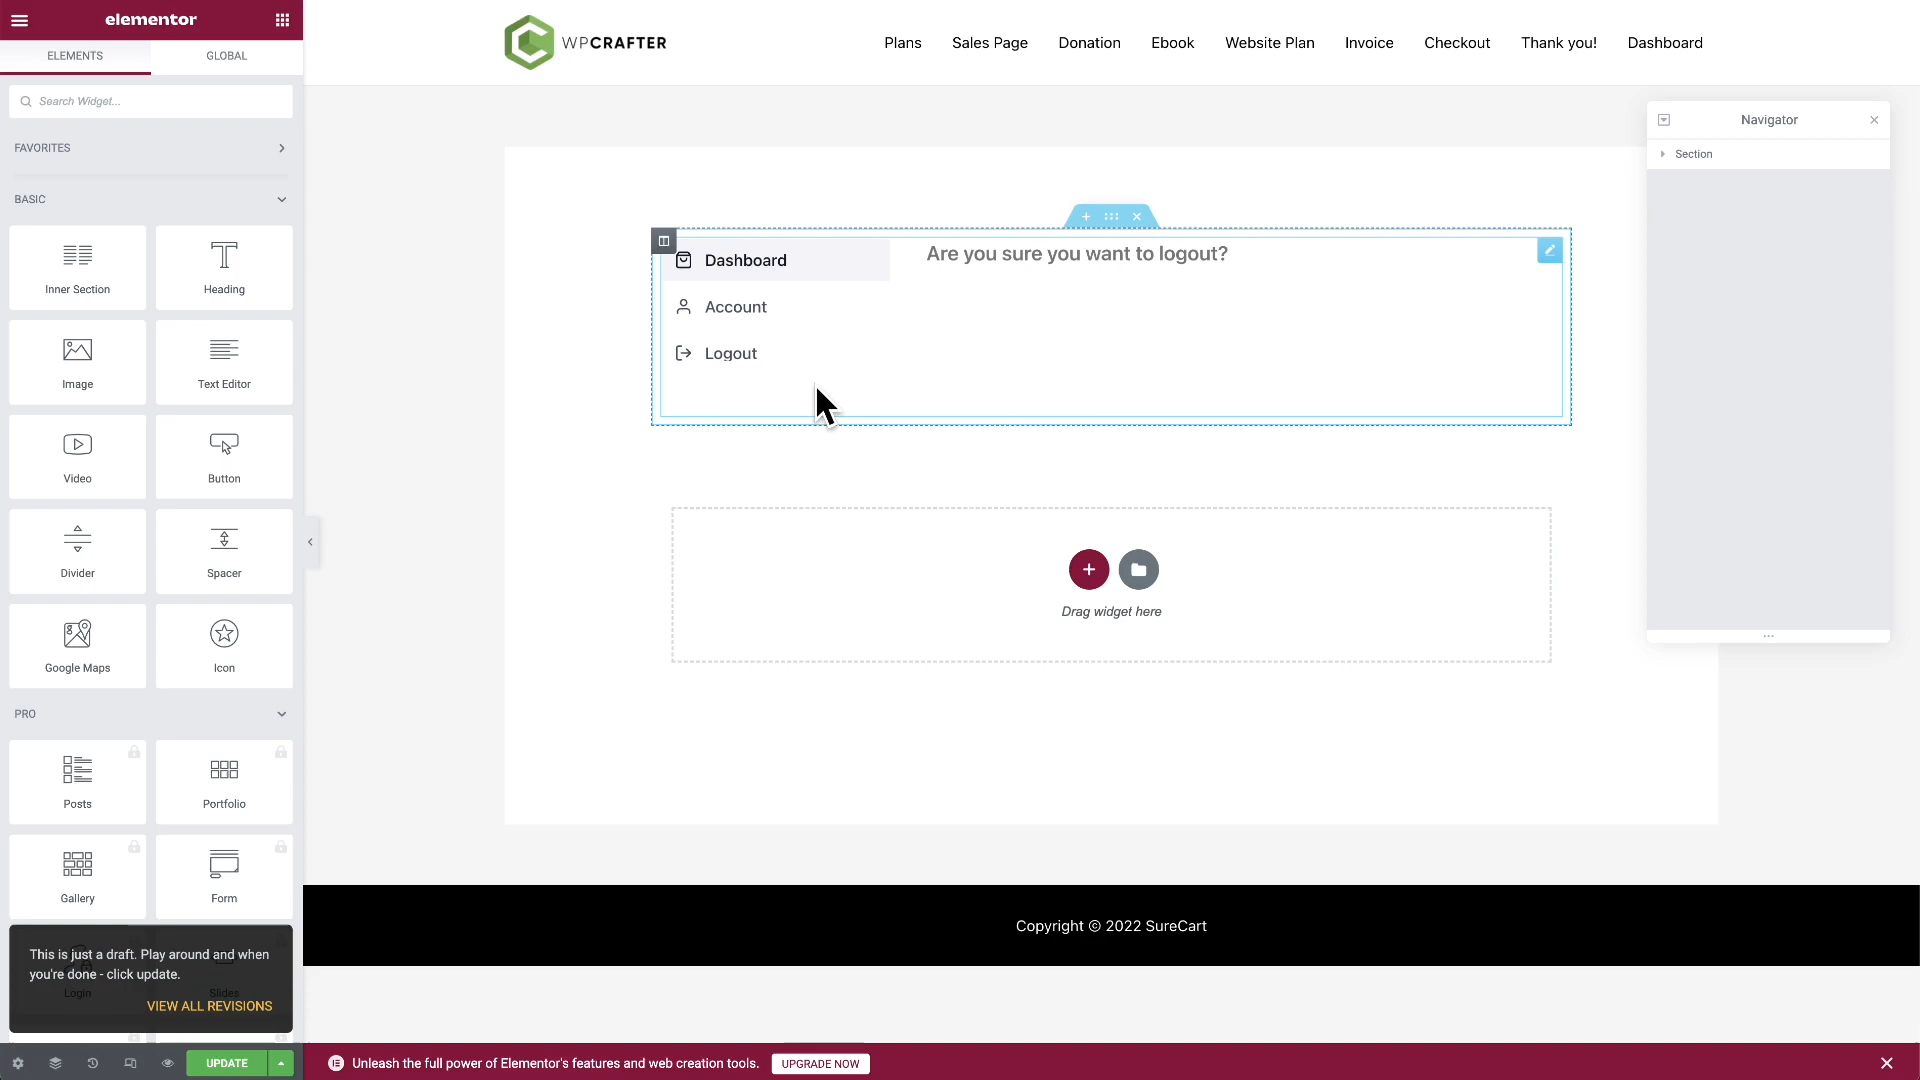 elementor
ELEMENTS
GLOBAL
Search Widget...
FAVORITES
BASIC
Inner Section
Heading
Image
Text Editor
Video
Button
Divider
Spacer
Google Maps
Icon
PRO
Posts
Portfolio
Gallery
Form
Login
Slides
This is just a draft. Play around and when
you're done - click update.
VIEW ALL REVISIONS
UPDATE
WPCRAFTER
Plans
Sales Page
Donation
Ebook
Website Plan
Invoice
Checkout
Thank you!
Dashboard
Dashboard
Account
Logout
Are you sure you want to logout?
Drag widget here
Navigator
Section
Copyright © 2022 SureCart
Unleash the full power of Elementor's features and web creation tools.
UPGRADE NOW